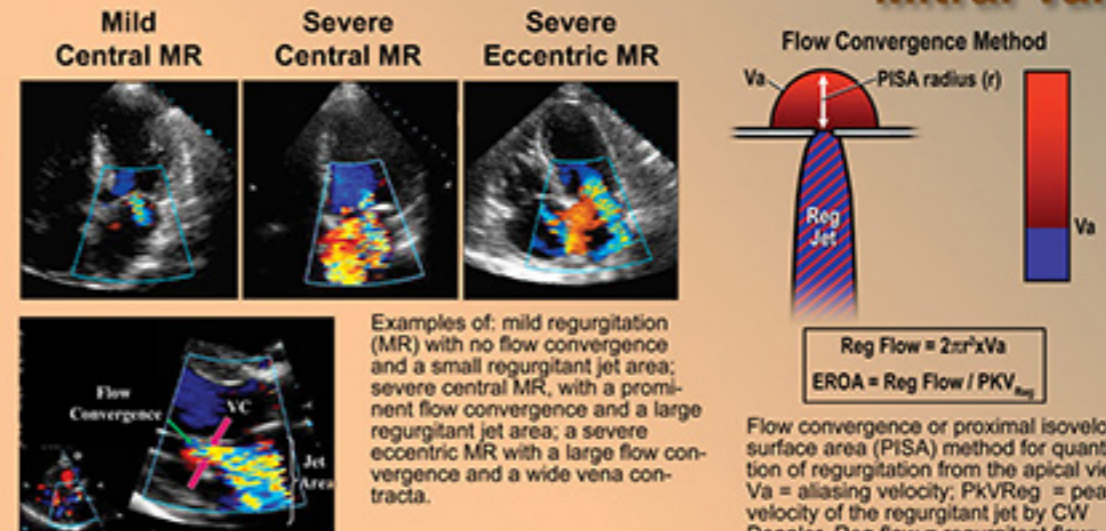 Mild
Central MR
Severe
Central MR
Severe
Eccentric MR
Flow Convergence Method
Va
PISA radius (r)
Reg
Jet
Va
Reg Flow = 2πr²xVa
EROA = Reg Flow / PKV Reg
Flow
Convergence
VC
Jet
Area
Examples of: mild regurgitation
(MR) with no flow convergence
and a small regurgitant jet area;
severe central MR, with a promi-
nent flow convergence and a large
regurgitant jet area; a severe
eccentric MR with a large flow con-
vergence and a wide vena con-
tracta.
Flow convergence or proximal isovelo
surface area (PISA) method for quant
tion of regurgitation from the apical vie
Va = aliasing velocity; PkVReg = pea
velocity of the regurgitant jet by CW